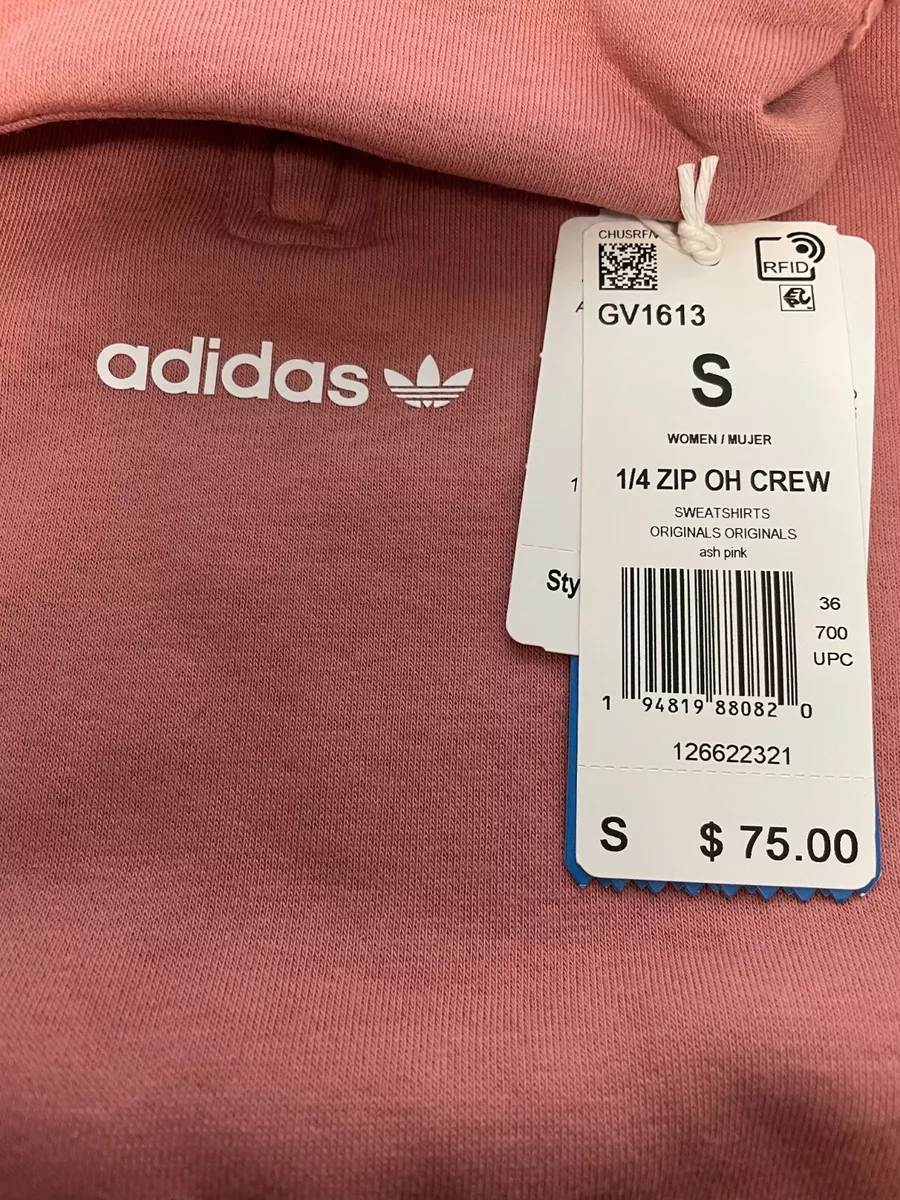 adidas
CHUSRF/
RFID
GV1613
S
WOMEN / MUJER
1/4 ZIP OH CREW
SWEATSHIRTS
ORIGINALS ORIGINALS
ash pink
36
700
UPC
1 94819 88082 0
126622321
S $ 75.00
1
Sty